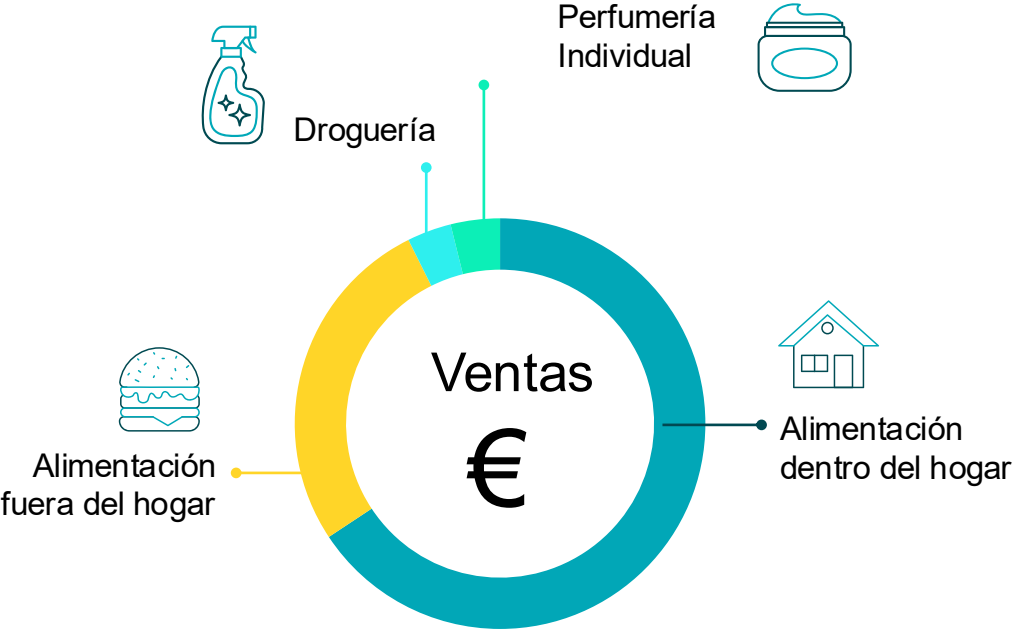 Perfumería
Individual
Droguería
Ventas
€
Alimentación
dentro del hogar
Alimentación
fuera del hogar